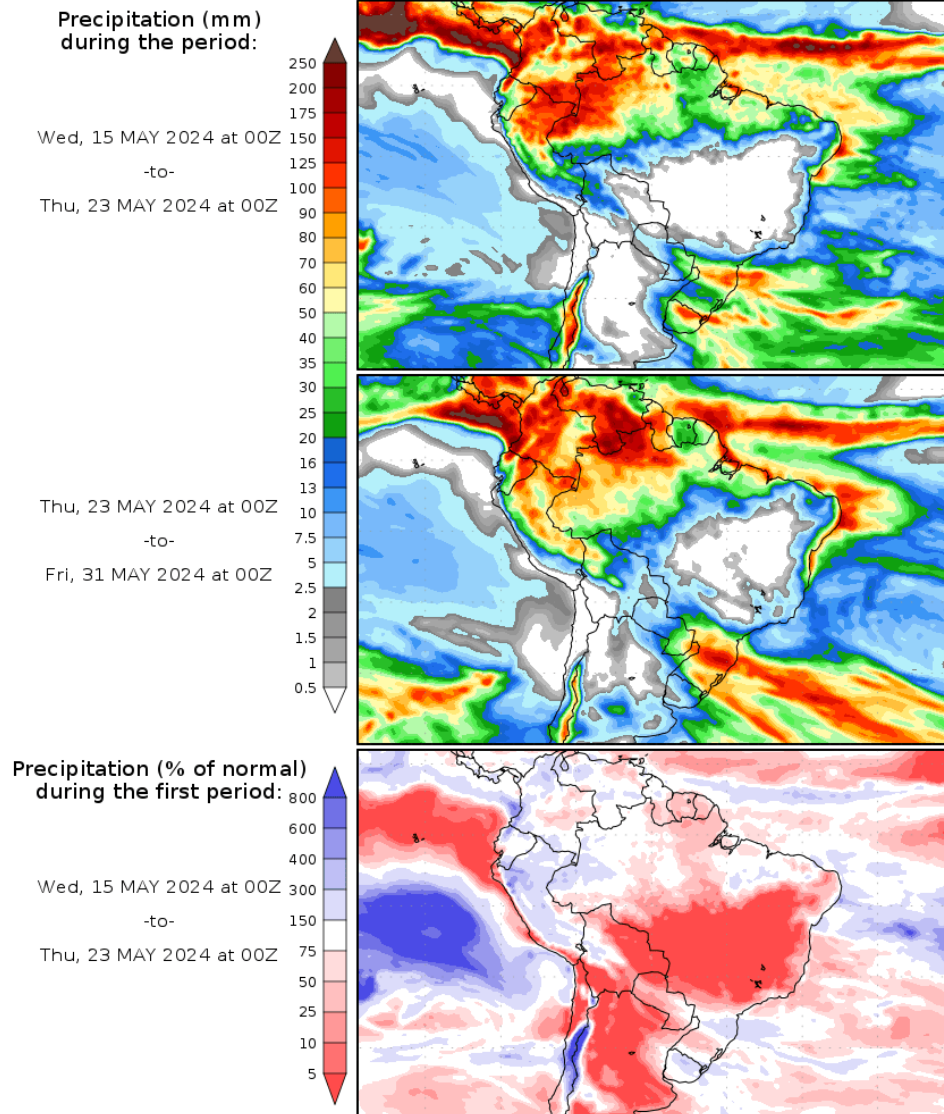 Precipitation (mm)
during the period:
250
200
175
150
125
100
90
80
70
60
50
40
35
30
25
20
16
13
10
7.5
5
2.5
2
1.5
1
0.5
Wed, 15 MAY 2024 at 00Z
-to-
Thu, 23 MAY 2024 at 00Z
Thu, 23 MAY 2024 at 00Z
-to-
Fri, 31 MAY 2024 at 00Z
Precipitation (% of normal)
during the first period:
800
600
400
300
150
75
50
25
10
5
Wed, 15 MAY 2024 at 00Z
-to-
Thu, 23 MAY 2024 at 00Z